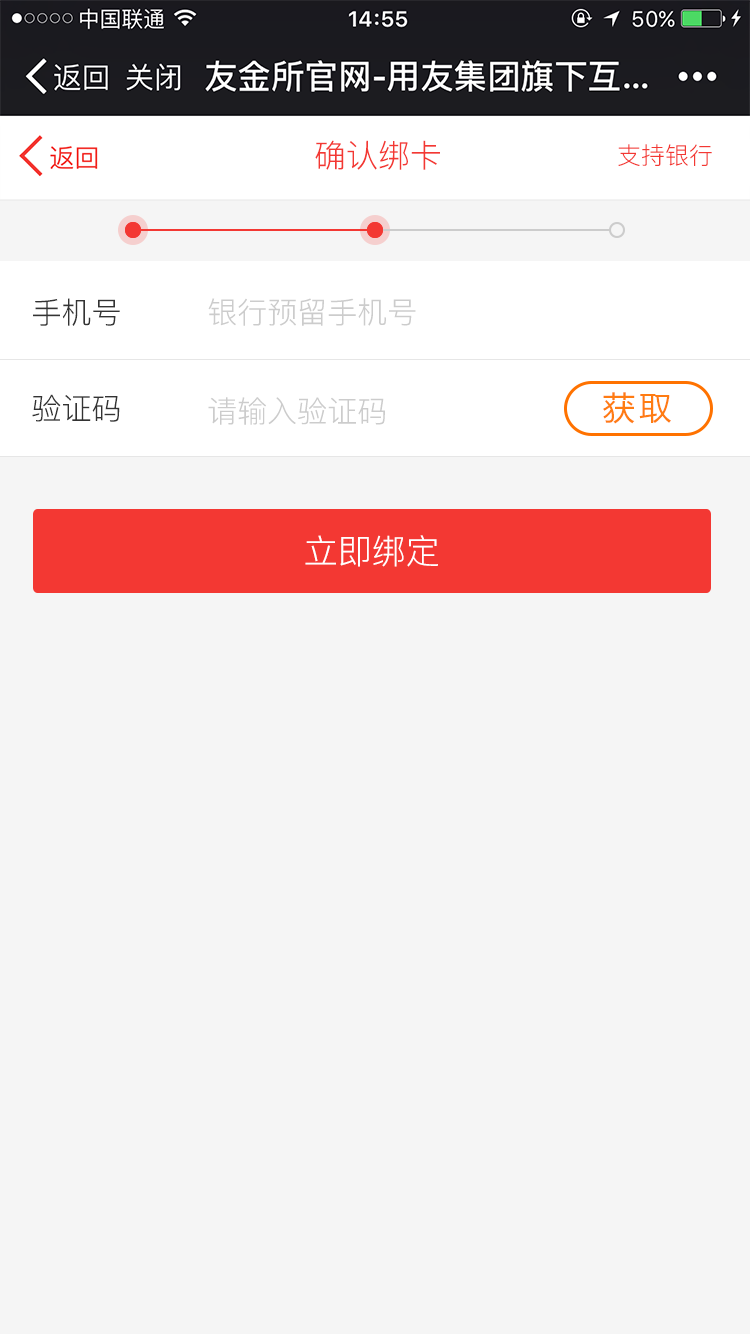 中国联通 14:55 50%
返回 关闭 友金所官网-用友集团旗下互...
返回 确认绑卡 支持银行
手机号 银行预留手机号
验证码 请输入验证码 获取
立即绑定